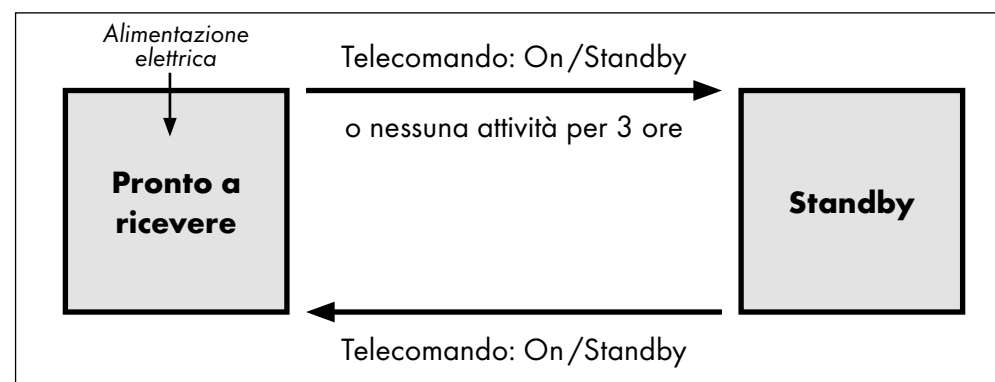 Alimentazione
elettrica
Telecomando: On/Standby
o nessuna attività per 3 ore
Pronto a
ricevere
Standby
Telecomando: On/Standby